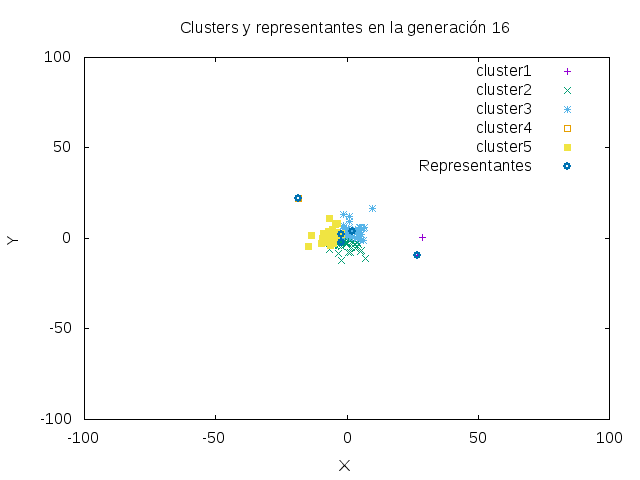 Clusters y representantes en la generación 16
100
50
0
-50
-100
-100
-50
0
50
100
Y
X
cluster1
cluster2
cluster3
cluster4
cluster5
Representantes